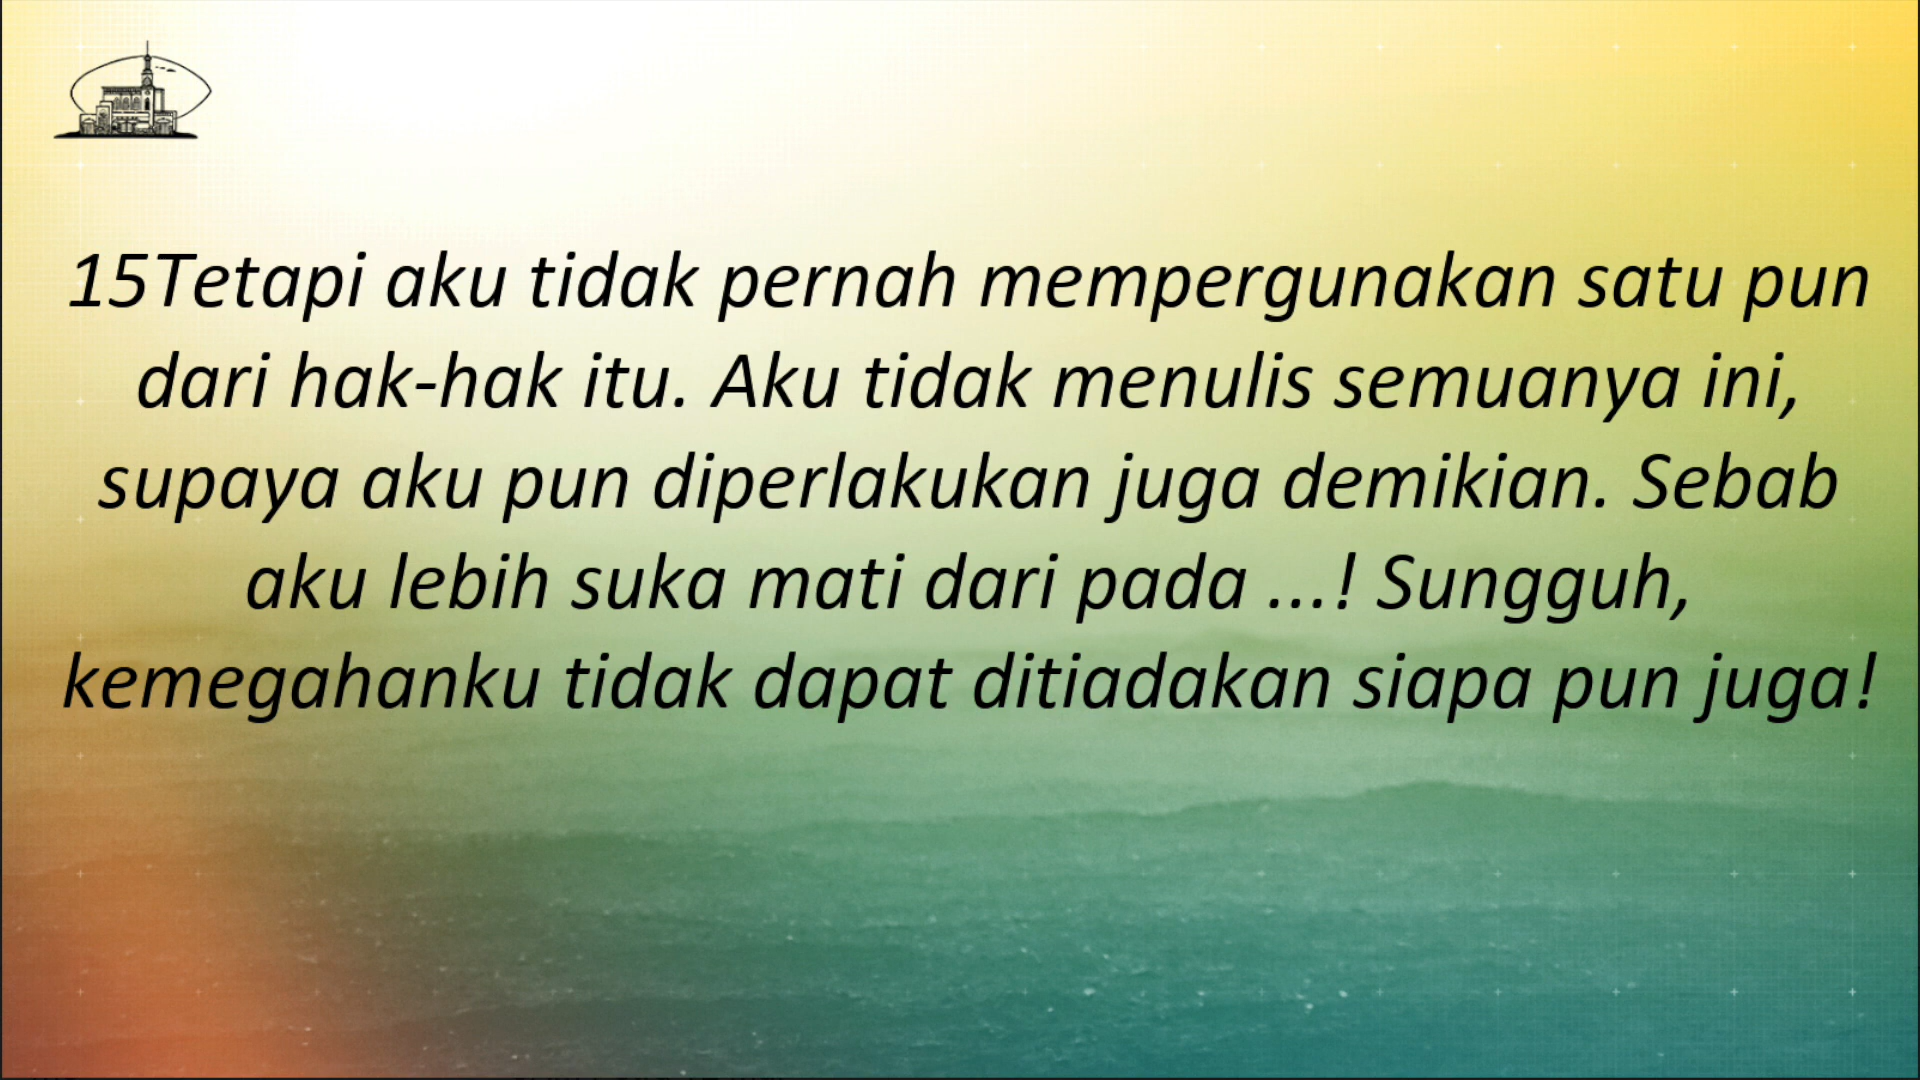 15Tetapi aku tidak pernah mempergunakan satu pun
dari hak-hak itu. Aku tidak menulis semuanya ini,
supaya aku pun diperlakukan juga demikian. Sebab
aku lebih suka mati dari pada ...! Sungguh,
kemegahanku tidak dapat ditiadakan siapa pun juga!